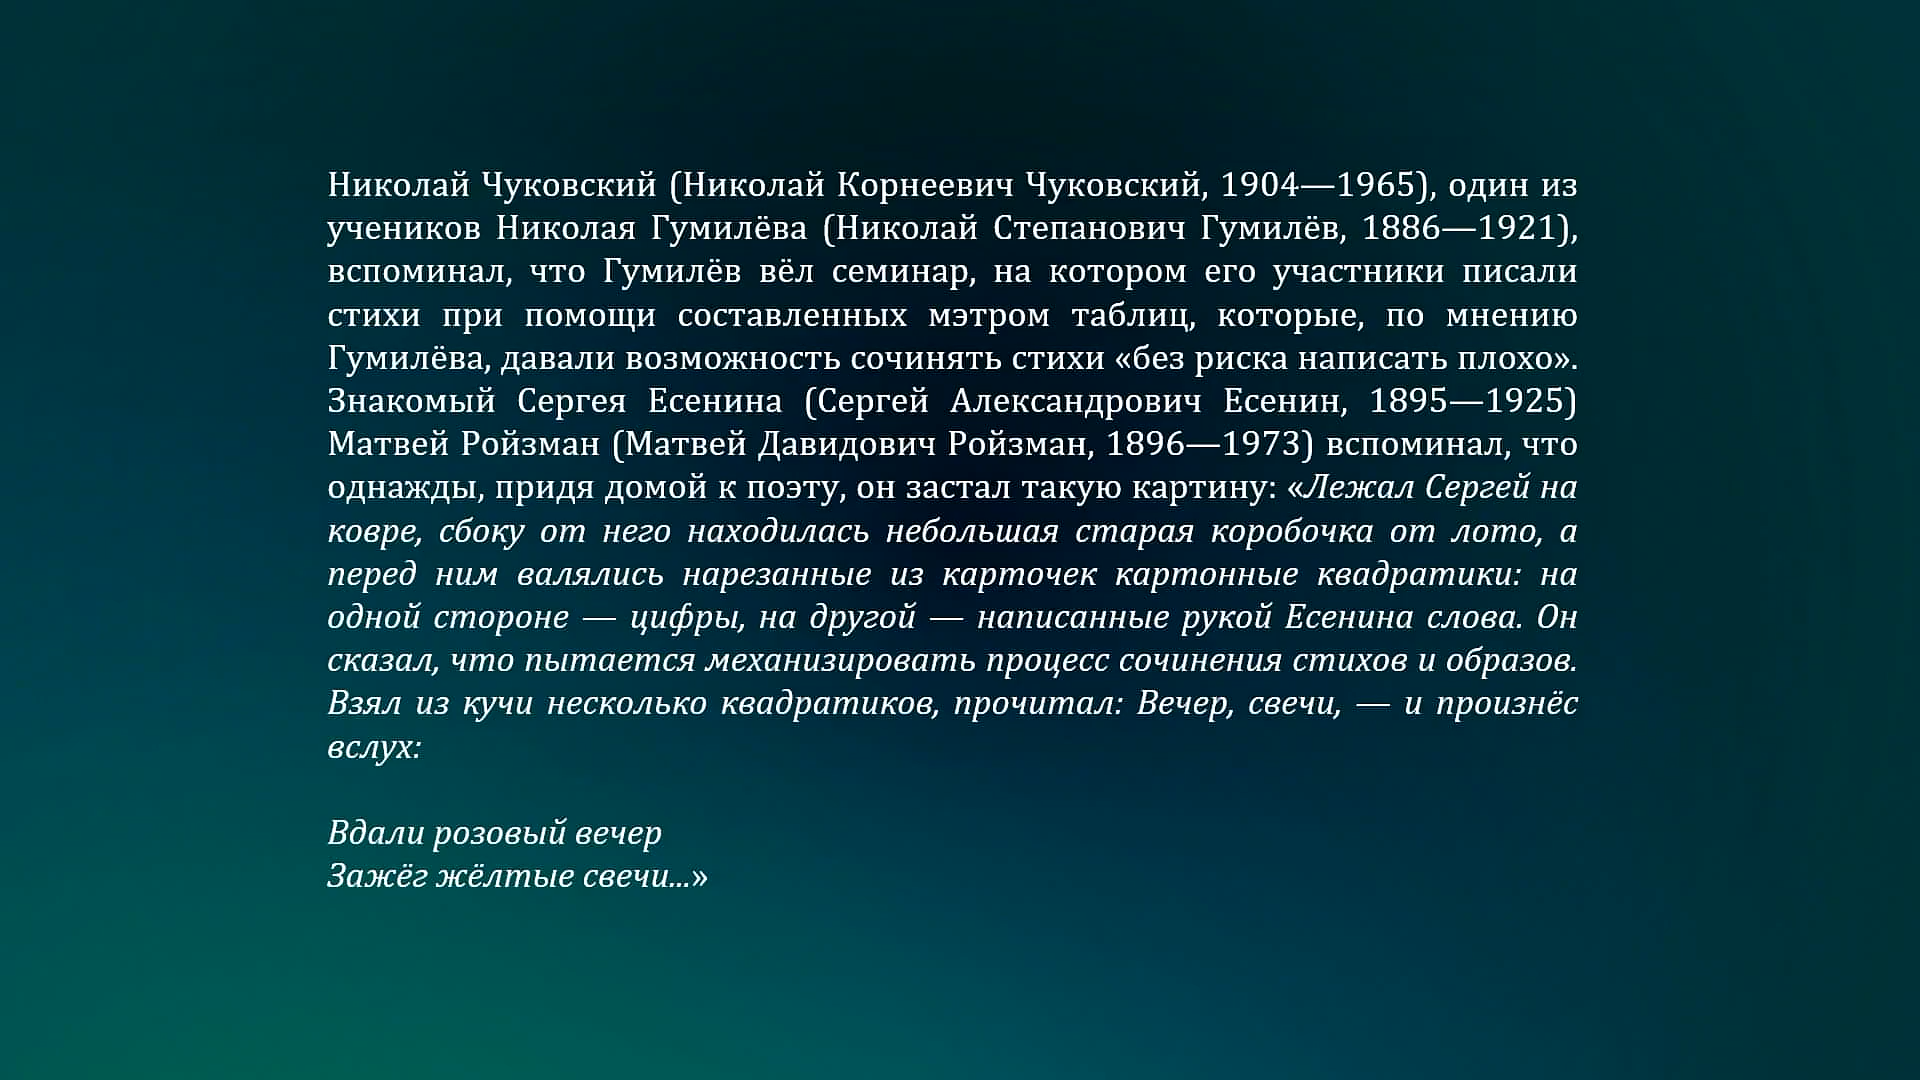 Николай Чуковский (Николай Корнеевич Чуковский, 1904—1965), один из
учеников Николая Гумилёва (Николай Степанович Гумилёв, 1886—1921),
вспоминал, что Гумилёв вёл семинар, на котором его участники писали
стихи при помощи составленных мэтром таблиц, которые, по мнению
Гумилёва, давали возможность сочинять стихи «без риска написать плохо».
Знакомый Сергея Есенина (Сергей Александрович Есенин, 1895—1925)
Матвей Ройзман (Матвей Давидович Ройзман, 1896—1973) вспоминал, что
однажды, придя домой к поэту, он застал такую картину: «Лежал Сергей на
ковре, сбоку от него находилась небольшая старая коробочка от лото, а
перед ним валялись нарезанные из карточек картонные квадратики: на
одной стороне — цифры, на другой — написанные рукой Есенина слова. Он
сказал, что пытается механизировать процесс сочинения стихов и образов.
Взял из кучи несколько квадратиков, прочитал: Вечер, свечи, — и произнёс
вслух:
Вдали розовый вечер
Зажёг жёлтые свечи...»